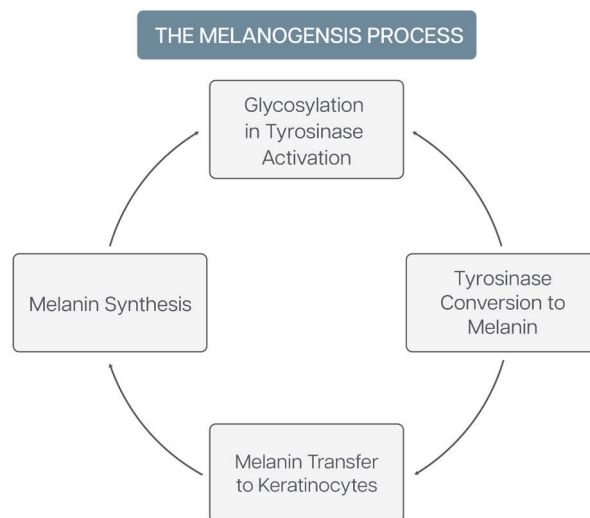 THE MELANOGENSIS PROCESS
Glycosylation
in Tyrosinase
Activation
Tyrosinase
Conversion to
Melanin
Melanin Transfer
to Keratinocytes
Melanin Synthesis